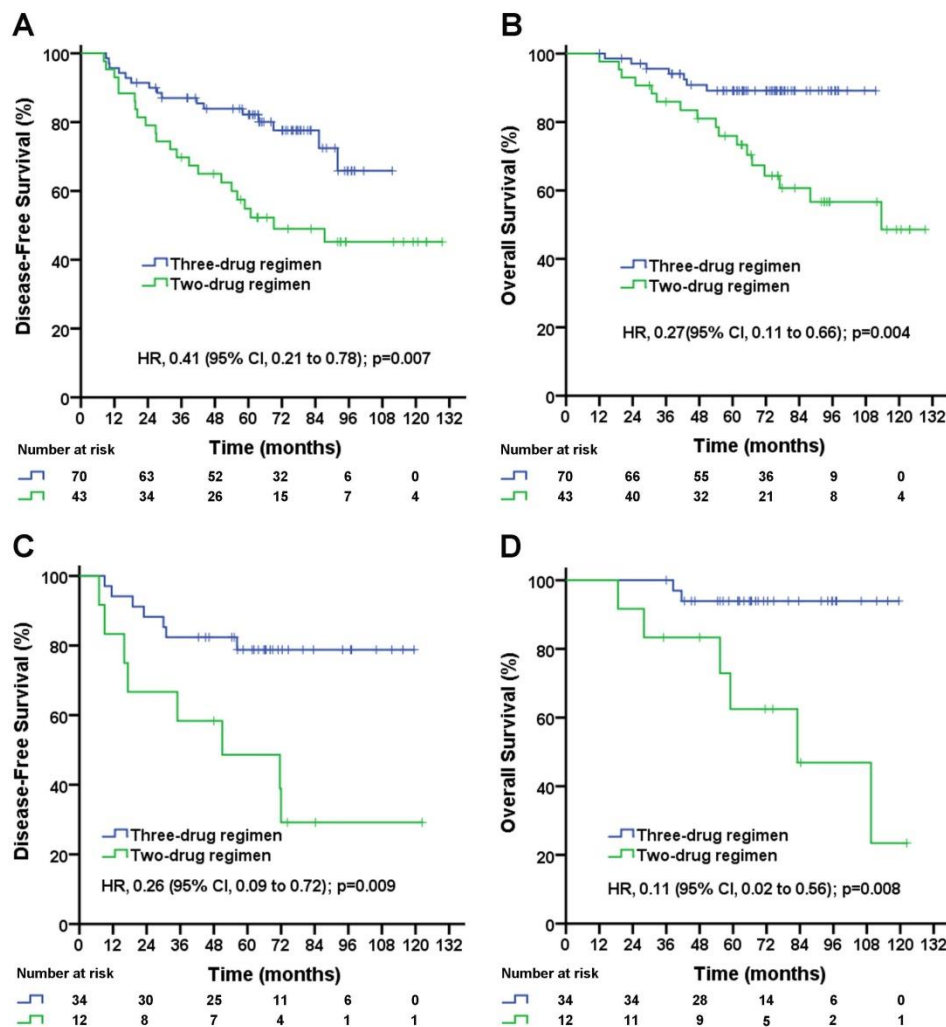 A
100
80
60
40
20
0
Disease-Free Survival (%)
Three-drug regimen
Two-drug regimen
HR, 0.41 (95% CI, 0.21 to 0.78); p=0.007
0 12 24 36 48 60 72 84 96 108 132
Time (months)
Number at risk
70 63 52 32 6 0
43 34 26 15 7 4
B
100
80
60
40
20
0
Overall Survival (%)
Three-drug regimen
Two-drug regimen
HR, 0.27(95% CI, 0.11 to 0.66); p=0.004
0 12 24 36 48 60 72 84 96 108 120 132
Time (months)
Number at risk
70 66 55 36 9 0
43 40 32 21 8 4
C
100
80
60
40
20
0
Disease-Free Survival (%)
Three-drug regimen
Two-drug regimen
HR, 0.26 (95% CI, 0.09 to 0.72); p=0.009
0 12 24 36 48 60 72 84 96 108 132
Time (months)
Number at risk
34 30 25 11 6 0
12 8 7 4 1 1
D
100
80
60
40
20
0
Overall Survival (%)
Three-drug regimen
Two-drug regimen
HR, 0.11 (95% CI, 0.02 to 0.56); p=0.008
0 12 24 36 48 60 72 84 96 108 120 132
Time (months)
Number at risk
34 34 28 14 6 0
12 11 9 5 2 1